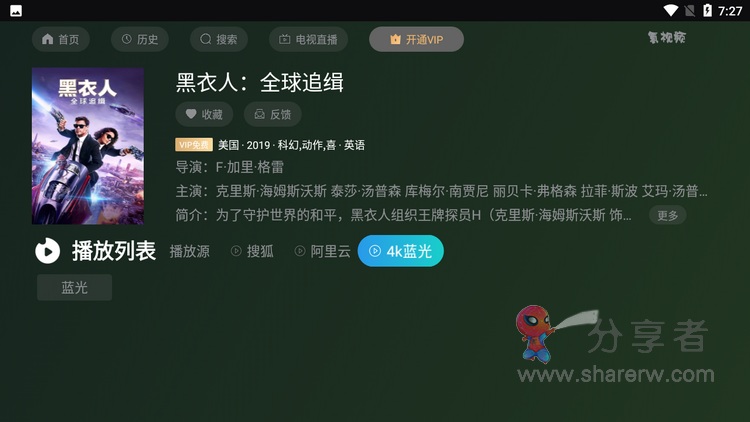 7:27
首页 历史 搜索 电视直播 开通VIP 氢视频
黑衣人
全球追缉
黑衣人：全球追缉
收藏 反馈
VIP免费 美国 · 2019 · 科幻,动作,喜 · 英语
导演：F·加里·格雷
主演：克里斯·海姆斯沃斯 泰莎·汤普森 库梅尔·南贾尼 丽贝卡·弗格森 拉菲·斯波 艾玛·汤普...
简介：为了守护世界的和平，黑衣人组织王牌探员H（克里斯·海姆斯沃斯 饰... 更多
播放列表 播放源 搜狐 阿里云 4k蓝光
蓝光
分享者
www.sharerw.com